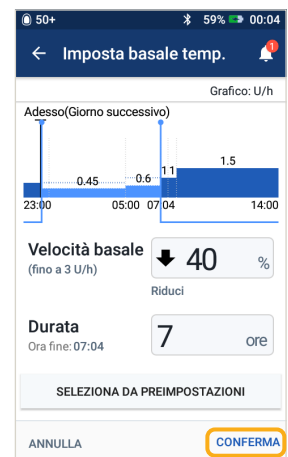 50+ 59% 00:04
Imposta basale temp. 1
Grafico: U/h
Adesso(Giorno successivo)
0.45 0.6 1 1 1.5
23:00 05:00 07:04 14:00
Velocità basale 40 %
(fino a 3 U/h)
Riduci
Durata 7 ore
Ora fine: 07:04
SELEZIONA DA PREIMPOSTAZIONI
ANNULLA CONFERMA